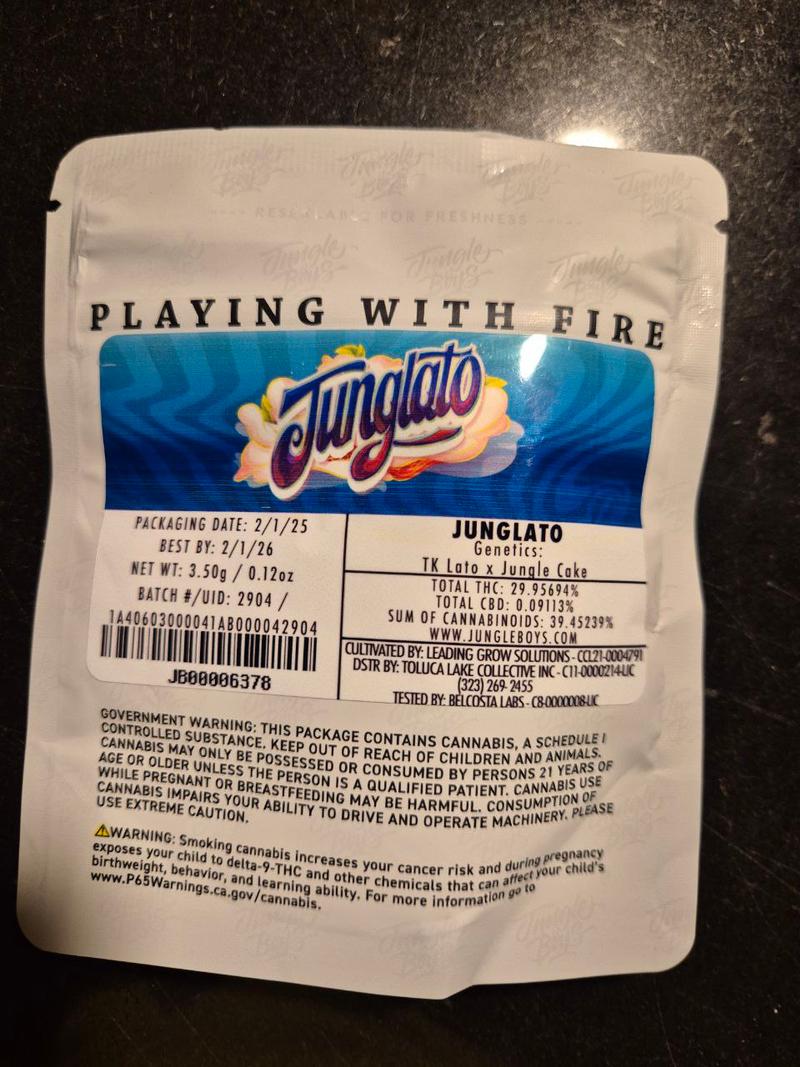 ---- RESEALABLE FOR FRESHNESS ----
PLAYING WITH FIRE
Junglato
PACKAGING DATE: 2/1/25
BEST BY: 2/1/26
NET WT: 3.50g / 0.12oz
BATCH #/UID: 2904 /
1A40603000041AB000042904
JB00006378
JUNGLATO
Genetics:
TK Lato x Jungle Cake
TOTAL THC: 29.95694%
TOTAL CBD: 0.09113%
SUM OF CANNABINOIDS: 39.45239%
WWW.JUNGLEBOYS.COM
CULTIVATED BY: LEADING GROW SOLUTIONS - CCL21-0004791
DSTR BY: TOLUCA LAKE COLLECTIVE INC - C11-0000214-LIC
(323) 269- 2455
TESTED BY: BELCOSTA LABS - C8-0000008-LIC
GOVERNMENT WARNING: THIS PACKAGE CONTAINS CANNABIS, A SCHEDULE I
CONTROLLED SUBSTANCE. KEEP OUT OF REACH OF CHILDREN AND ANIMALS.
CANNABIS MAY ONLY BE POSSESSED OR CONSUMED BY PERSONS 21 YEARS OF
AGE OR OLDER UNLESS THE PERSON IS A QUALIFIED PATIENT. CANNABIS USE
WHILE PREGNANT OR BREASTFEEDING MAY BE HARMFUL. CONSUMPTION OF
CANNABIS IMPAIRS YOUR ABILITY TO DRIVE AND OPERATE MACHINERY. PLEASE
USE EXTREME CAUTION.
⚠WARNING: Smoking cannabis increases your cancer risk and during pregnancy
exposes your child to delta-9-THC and other chemicals that can affect your child's
birthweight, behavior, and learning ability. For more information go to
www.P65Warnings.ca.gov/cannabis.